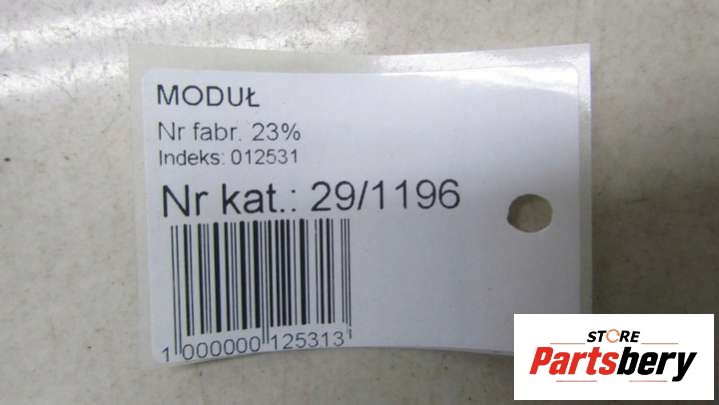 MODUŁ
Nr fabr. 23%
Indeks: 012531
Nr kat.: 29/1196
1 000000 125313
STORE
Partsbery